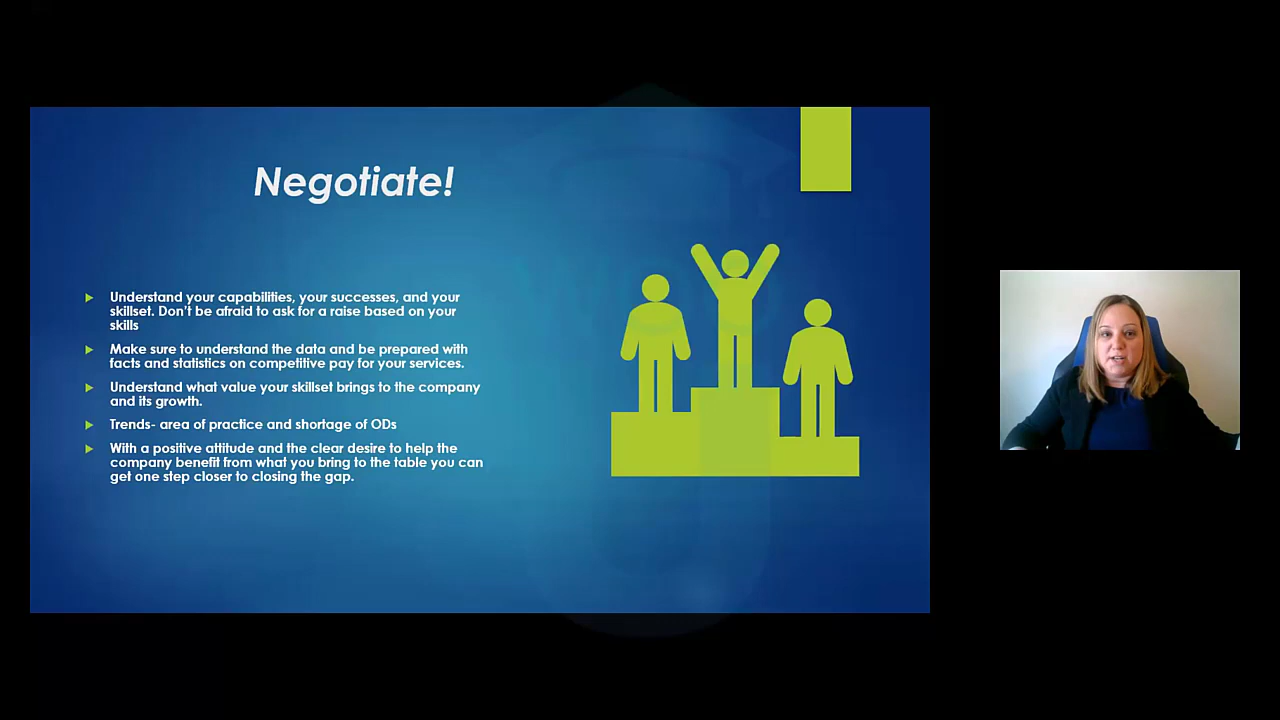 Negotiate!
Understand your capabilities, your successes, and your
skillset. Don't be afraid to ask for a raise based on your
skills
Make sure to understand the data and be prepared with
facts and statistics on competitive pay for your services.
Understand what value your skillset brings to the company
and its growth.
Trends- area of practice and shortage of ODs
With a positive attitude and the clear desire to help the
company benefit from what you bring to the table you can
get one step closer to closing the gap.